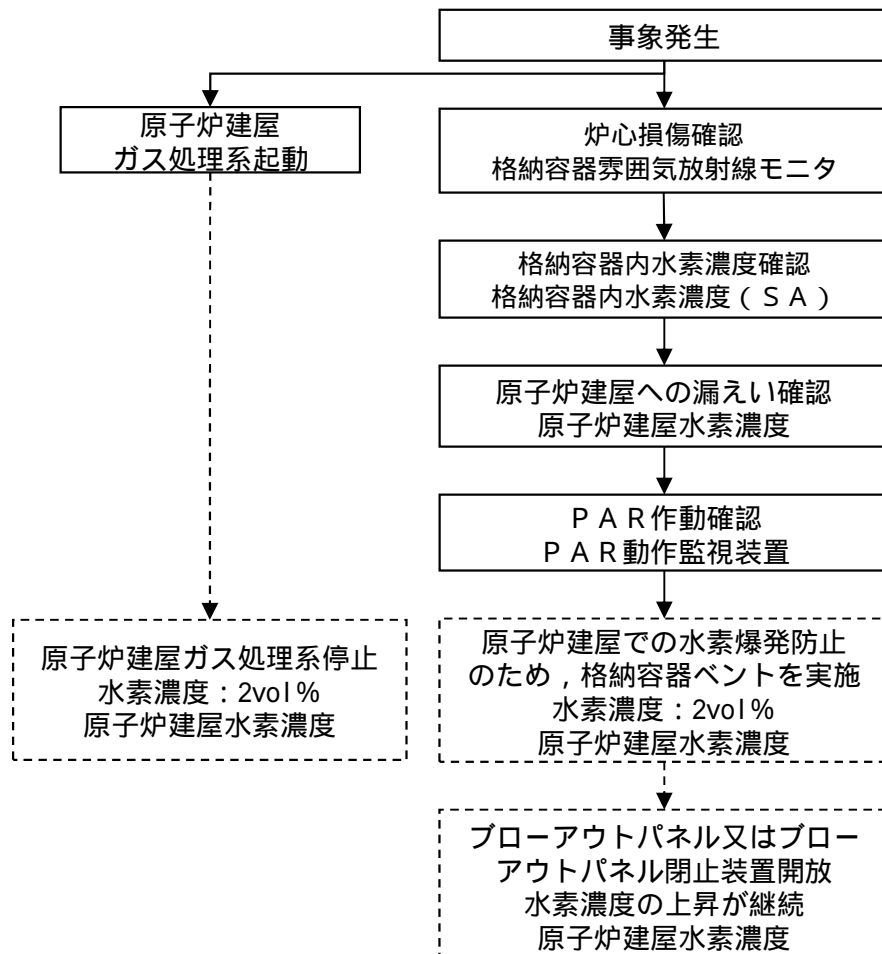 事象発生
原子炉建屋
ガス処理系起動
炉心損傷確認
格納容器雰囲気放射線モニタ
格納容器内水素濃度確認
格納容器内水素濃度(SA)
原子炉建屋への漏えい確認
原子炉建屋水素濃度
PAR作動確認
PAR動作監視装置
原子炉建屋ガス処理系停止
水素濃度:2vol%
原子炉建屋水素濃度
原子炉建屋での水素爆発防止
のため,格納容器ベントを実施
水素濃度:2vol%
原子炉建屋水素濃度
ブローアウトパネル又はブロー
アウトパネル閉止装置開放
水素濃度の上昇が継続
原子炉建屋水素濃度